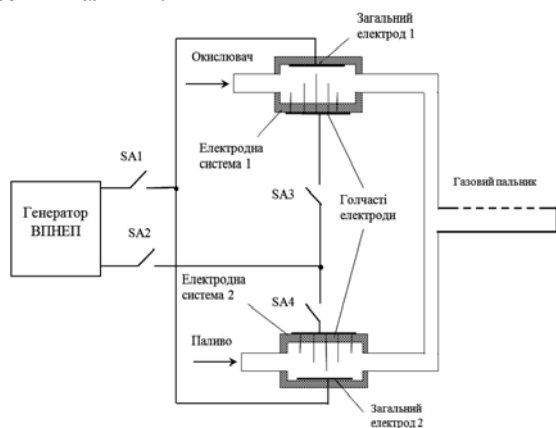 Загальний
електрод 1
Окислювач
Електродна
система 1
SA1
SA3
Голчасті
електроди
Газовий пальник
Генератор
ВПНЕП
SA2
Електродна
система 2
SA4
Паливо
Загальний
електрод 2